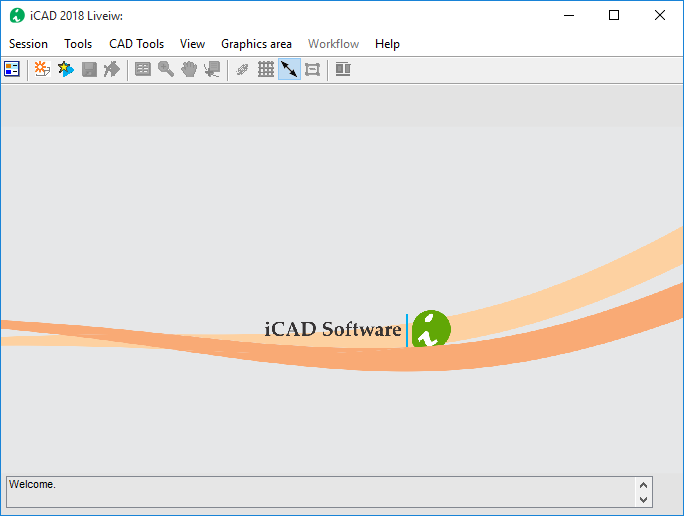 iCAD 2018 Liveiw:
Session Tools CAD Tools View Graphics area Workflow Help
iCAD Software
Welcome.